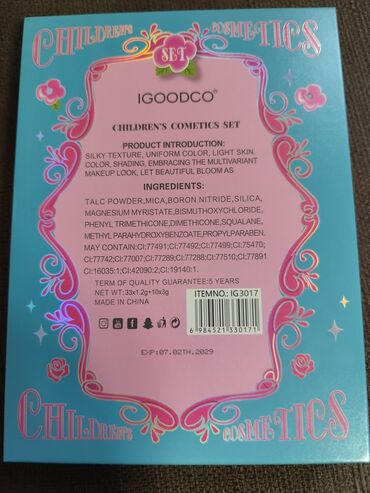 CHILDREN'S COSMETICS
SET
IGOODCO®
CHILDREN'S COMETICS SET
PRODUCT INTRODUCTION:
SILKY TEXTURE, UNIFORM COLOR, LIGHT SKIN,
COLOR, SHADING, EMBRACING THE MULTIVARIANT
MAKEUP LOOK, LET BEAUTIFUL BLOOM AS
INGREDIENTS:
TALC POWDER,MICA,BORON NITRIDE,SILICA,
MAGNESIUM MYRISTATE,BISMUTHOXYCHLORIDE,
PHENYL TRIMETHICONE,DIMETHICONE,SQUALANE,
METHYL PARAHYDROXYBENZOATE,PROPYLPARABEN.
MAY CONTAIN:CI:77491;CI:77492;CI:77499;CI:75470;
CI:77742;CI:77007;CI:77289;CI:77288;CI:77510;CI:77891
CI:16035:1;CI:42090:2;CI:19140:1.
TERM OF QUALITY GUARANTEE:5 YEARS
NET WT:33x1.2g+10x3g
MADE IN CHINA
ITEMNO.: IG3017
6 984521 330171
EXP:07.02TH.2029
CHILDREN'S COSMETICS